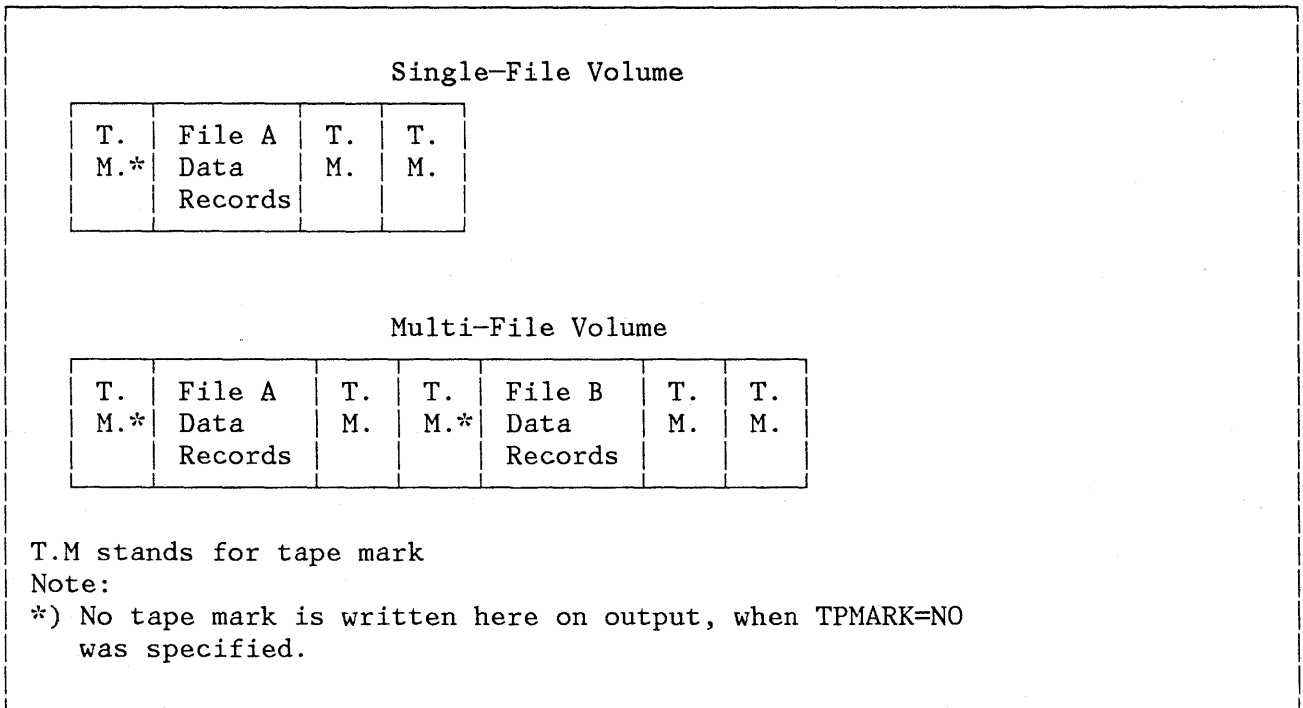 Single-File Volume
T. File A T. T.
M.* Data M. M.
Records
Multi-File Volume
T. File A T. T. File B T. T.
M.* Data M. M.* Data M. M.
Records Records
T.M stands for tape mark
Note:
*) No tape mark is written here on output, when TPMARK=NO
was specified.